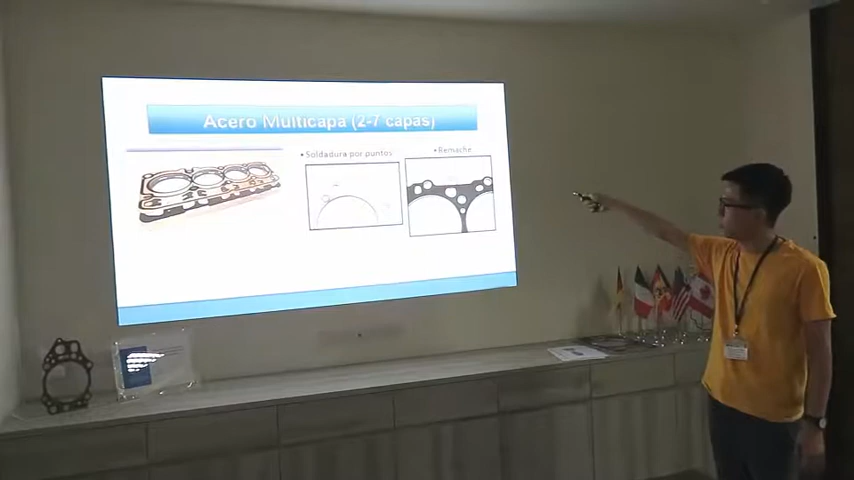 Acero Multicapa (2-7 capas)
•Soldadura por puntos
•Remache